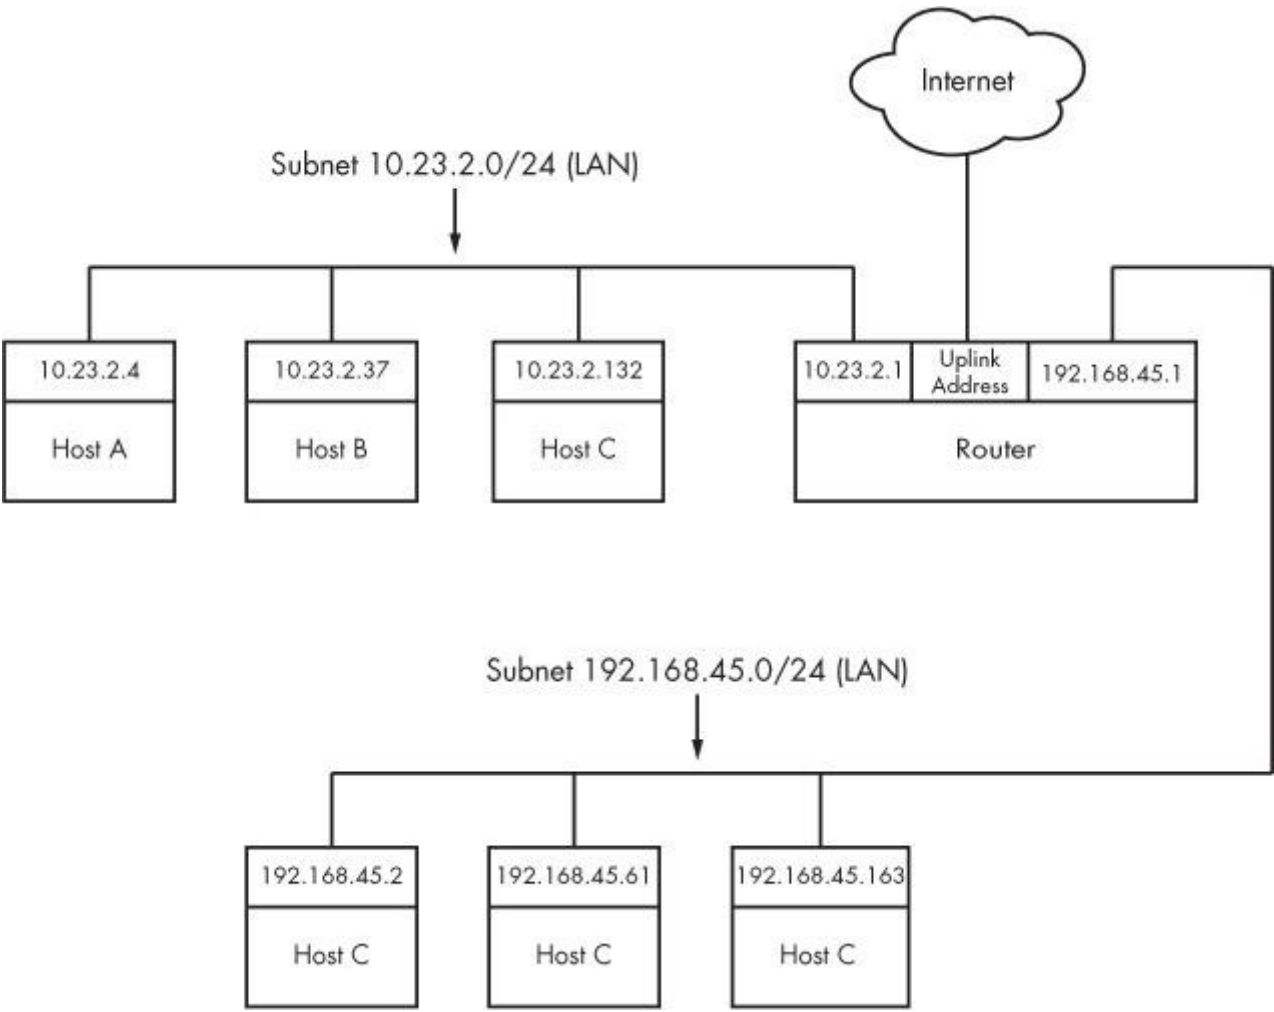 Internet
Subnet 10.23.2.0/24 (LAN)
10.23.2.4
10.23.2.37
10.23.2.132
10.23.2.1
Uplink
Address
192.168.45.1
Host A
Host B
Host C
Router
Subnet 192.168.45.0/24 (LAN)
192.168.45.2
192.168.45.61
192.168.45.163
Host C
Host C
Host C